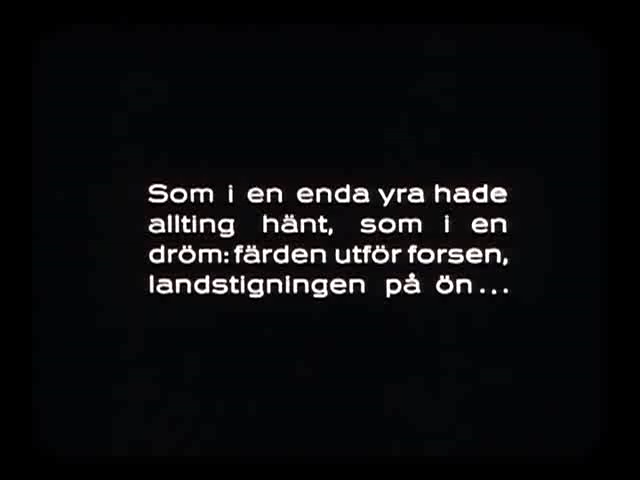 Som i en enda yra hade
allting hänt, som i en
dröm: färden utför forsen,
landstigningen på ön...